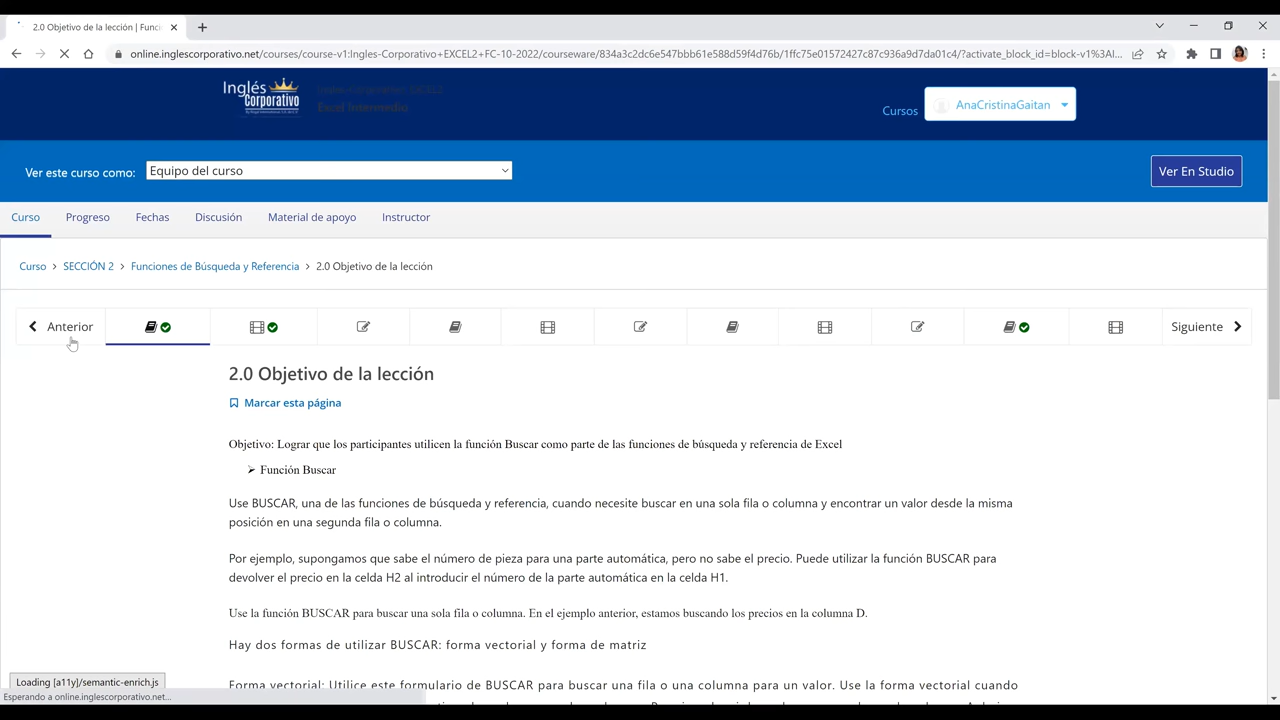 2.0 Objetivo de la lección | Funci
online.inglescorporativo.net/courses/course-v1:Ingles-Corporativo+EXCEL2+FC-10-2022/courseware/834a3c2dc6e547bbb61e588d59f4d76b/1ffc75e01572427c87c936a9d7da01c4/?activate_block_id=block-v1%3AI...
Inglés
Corporativo
Excel Intermedio
Cursos
AnaCristinaGaitan
Ver este curso como:
Equipo del curso
Ver En Studio
Curso
Progreso
Fechas
Discusión
Material de apoyo
Instructor
Curso > SECCIÓN 2 > Funciones de Búsqueda y Referencia > 2.0 Objetivo de la lección
Anterior
Siguiente
2.0 Objetivo de la lección
Marcar esta página
Objetivo: Lograr que los participantes utilicen la función Buscar como parte de las funciones de búsqueda y referencia de Excel
➢ Función Buscar
Use BUSCAR, una de las funciones de búsqueda y referencia, cuando necesite buscar en una sola fila o columna y encontrar un valor desde la misma
posición en una segunda fila o columna.
Por ejemplo, supongamos que sabe el número de pieza para una parte automática, pero no sabe el precio. Puede utilizar la función BUSCAR para
devolver el precio en la celda H2 al introducir el número de la parte automática en la celda H1.
Use la función BUSCAR para buscar una sola fila o columna. En el ejemplo anterior, estamos buscando los precios en la columna D.
Hay dos formas de utilizar BUSCAR: forma vectorial y forma de matriz
Forma vectorial: Utilice este formulario de BUSCAR para buscar una fila o una columna para un valor. Use la forma vectorial cuando
Loading [a11y]/semantic-enrich.js
Esperando a online.inglescorporativo.net...